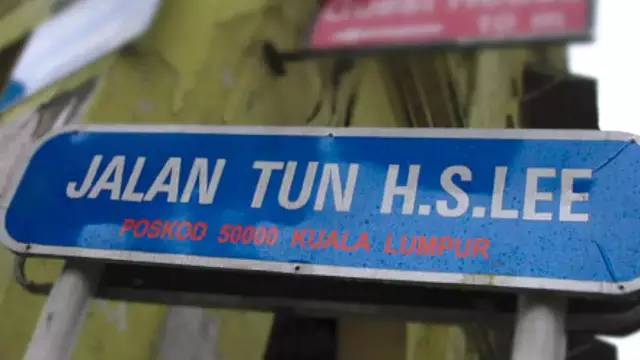 JALAN TUN H.S.LEE
POSKOD 50000 KUALA LUMPUR